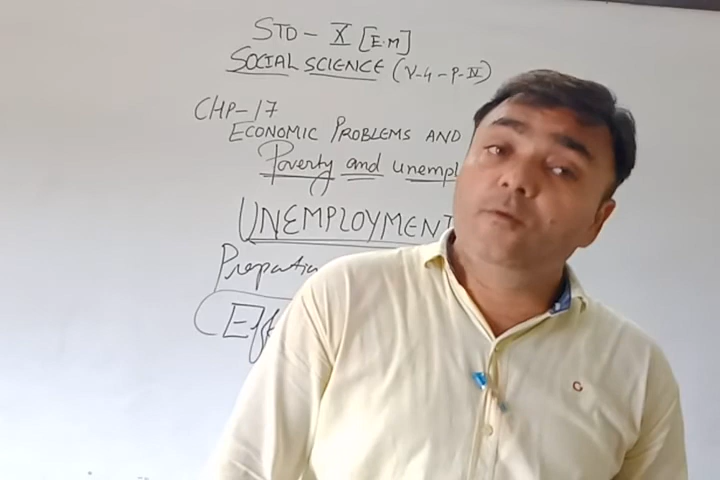 STD - X [E.M]
SOCIAL SCIENCE (V-4-P-IV)
CHP-17
ECONOMIC PROBLEMS AND
Poverty and unempl
UNEMPLOYMENT